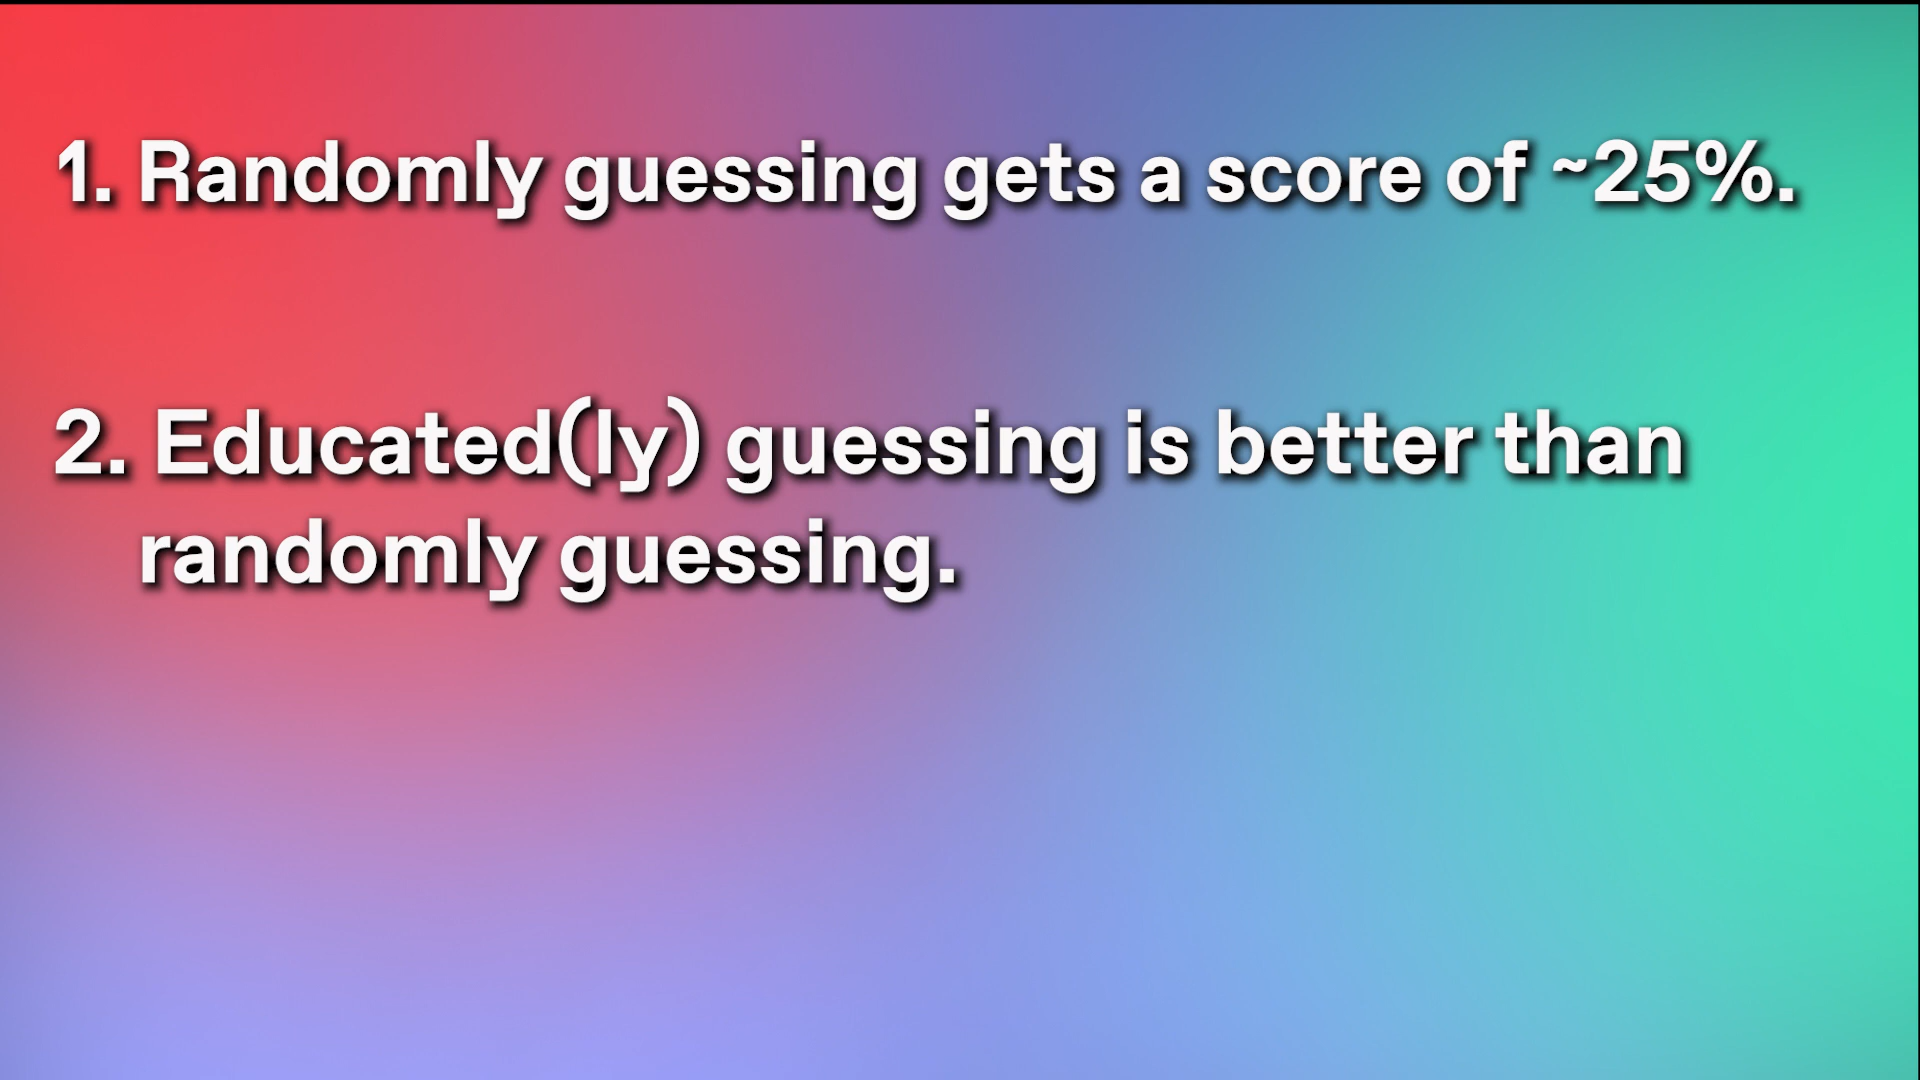 1. Randomly guessing gets a score of ~25%.
2. Educated(ly) guessing is better than
randomly guessing.